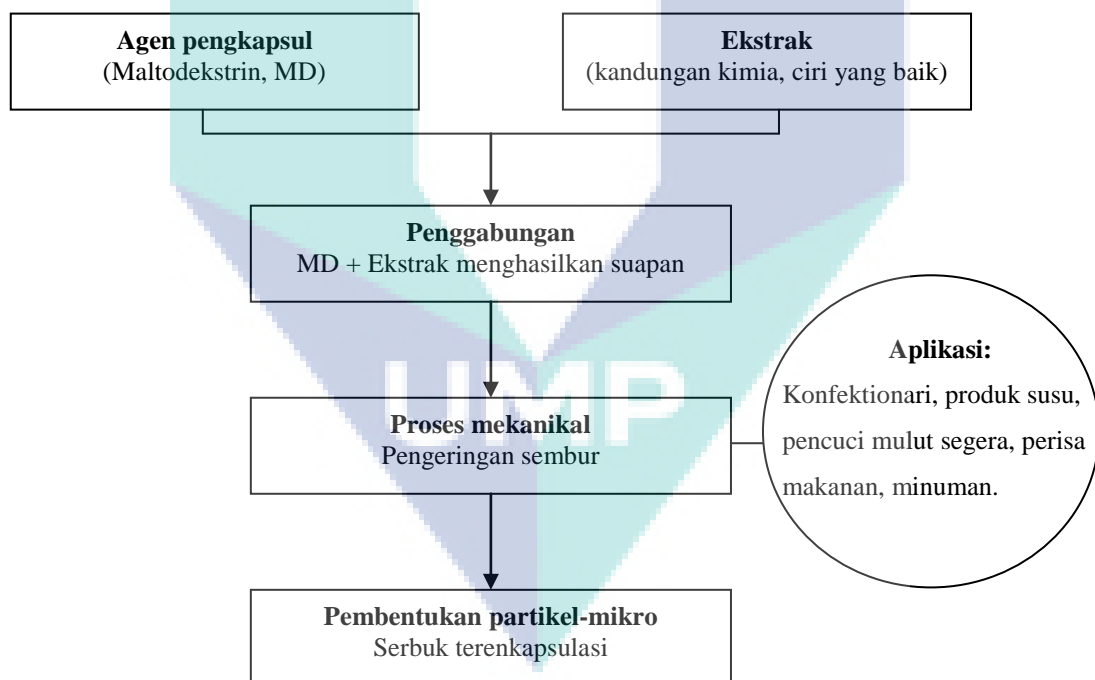 Agen pengkapsul
(Maltodekstrin, MD)
Ekstrak
(kandungan kimia, ciri yang baik)
Penggabungan
MD + Ekstrak menghasilkan suapan
UMP
Proses mekanikal
Pengeringan sembur
Aplikasi:
Konfektionari, produk susu,
pencuci mulut segera, perisa
makanan, minuman.
Pembentukan partikel-mikro
Serbuk terenkapsulasi